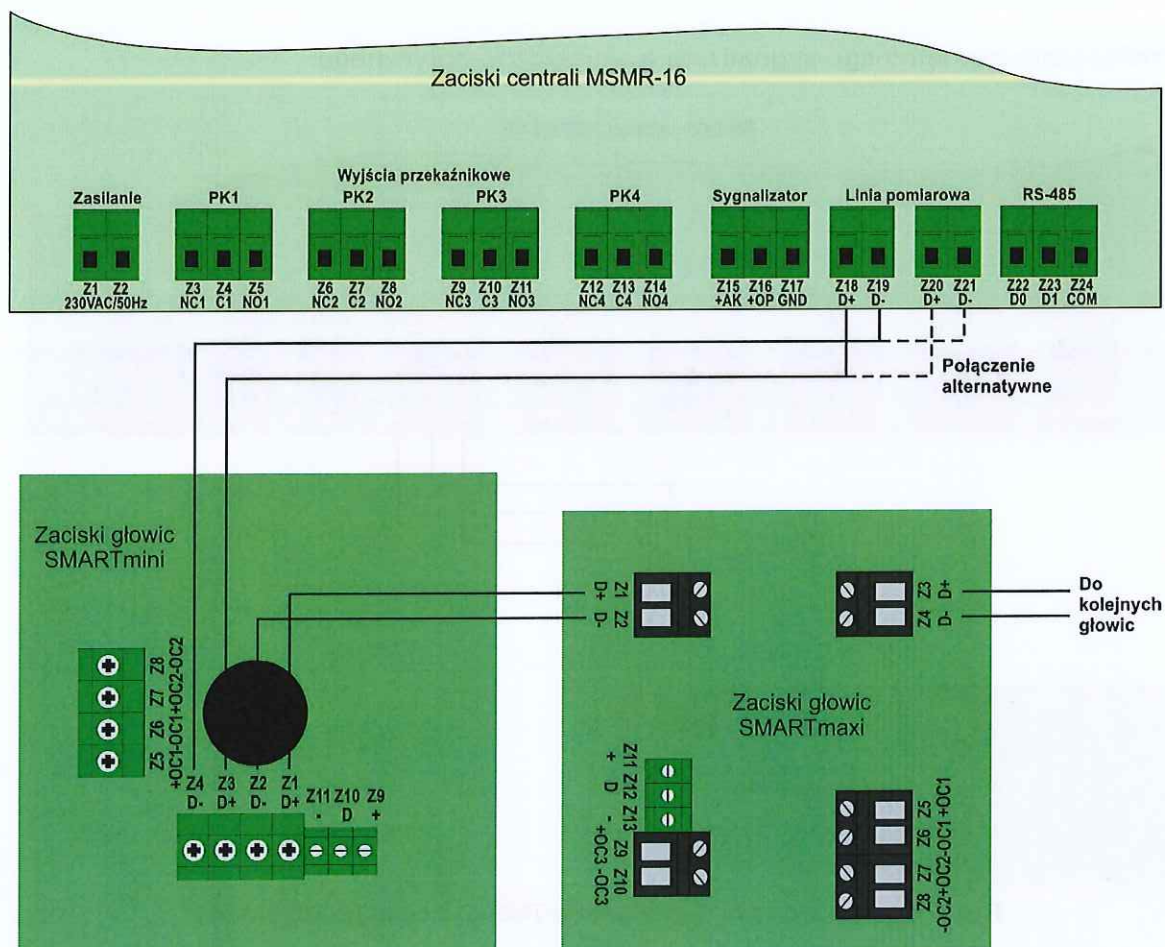 Zaciski centrali MSMR-16
Wyjścia przekaźnikowe
Zasilanie PK1 PK2 PK3 PK4 Sygnalizator Linia pomiarowa RS-485
Z1 Z2 Z3 Z4 Z5 Z6 Z7 Z8 Z9 Z10 Z11 Z12 Z13 Z14 Z15 Z16 Z17 Z18 Z19 Z20 Z21 Z22 Z23 Z24
230VAC/50Hz NC1 C1 NO1 NC2 C2 NO2 NC3 C3 NO3 NC4 C4 NO4 +AK +OP GND D+ D- D+ D- D0 D1 COM
Połączenie
alternatywne
Zaciski głowic
SMARTmini
Z8
Z7
Z6
Z5
+OC1-OC1+OC2-OC2
Z4 Z3 Z2 Z1 Z11 Z10 Z9
D- D+ D- D+ - D +
Zaciski głowic
SMARTmaxi
Z1 D+
Z2 D-
Z3 D+
Z4 D-
Do
kolejnych
głowic
Z11 Z12 Z13
+ D -
Z9 Z10
+OC3 -OC3
Z5
Z6
Z7
Z8
-OC2+OC2-OC1+OC1